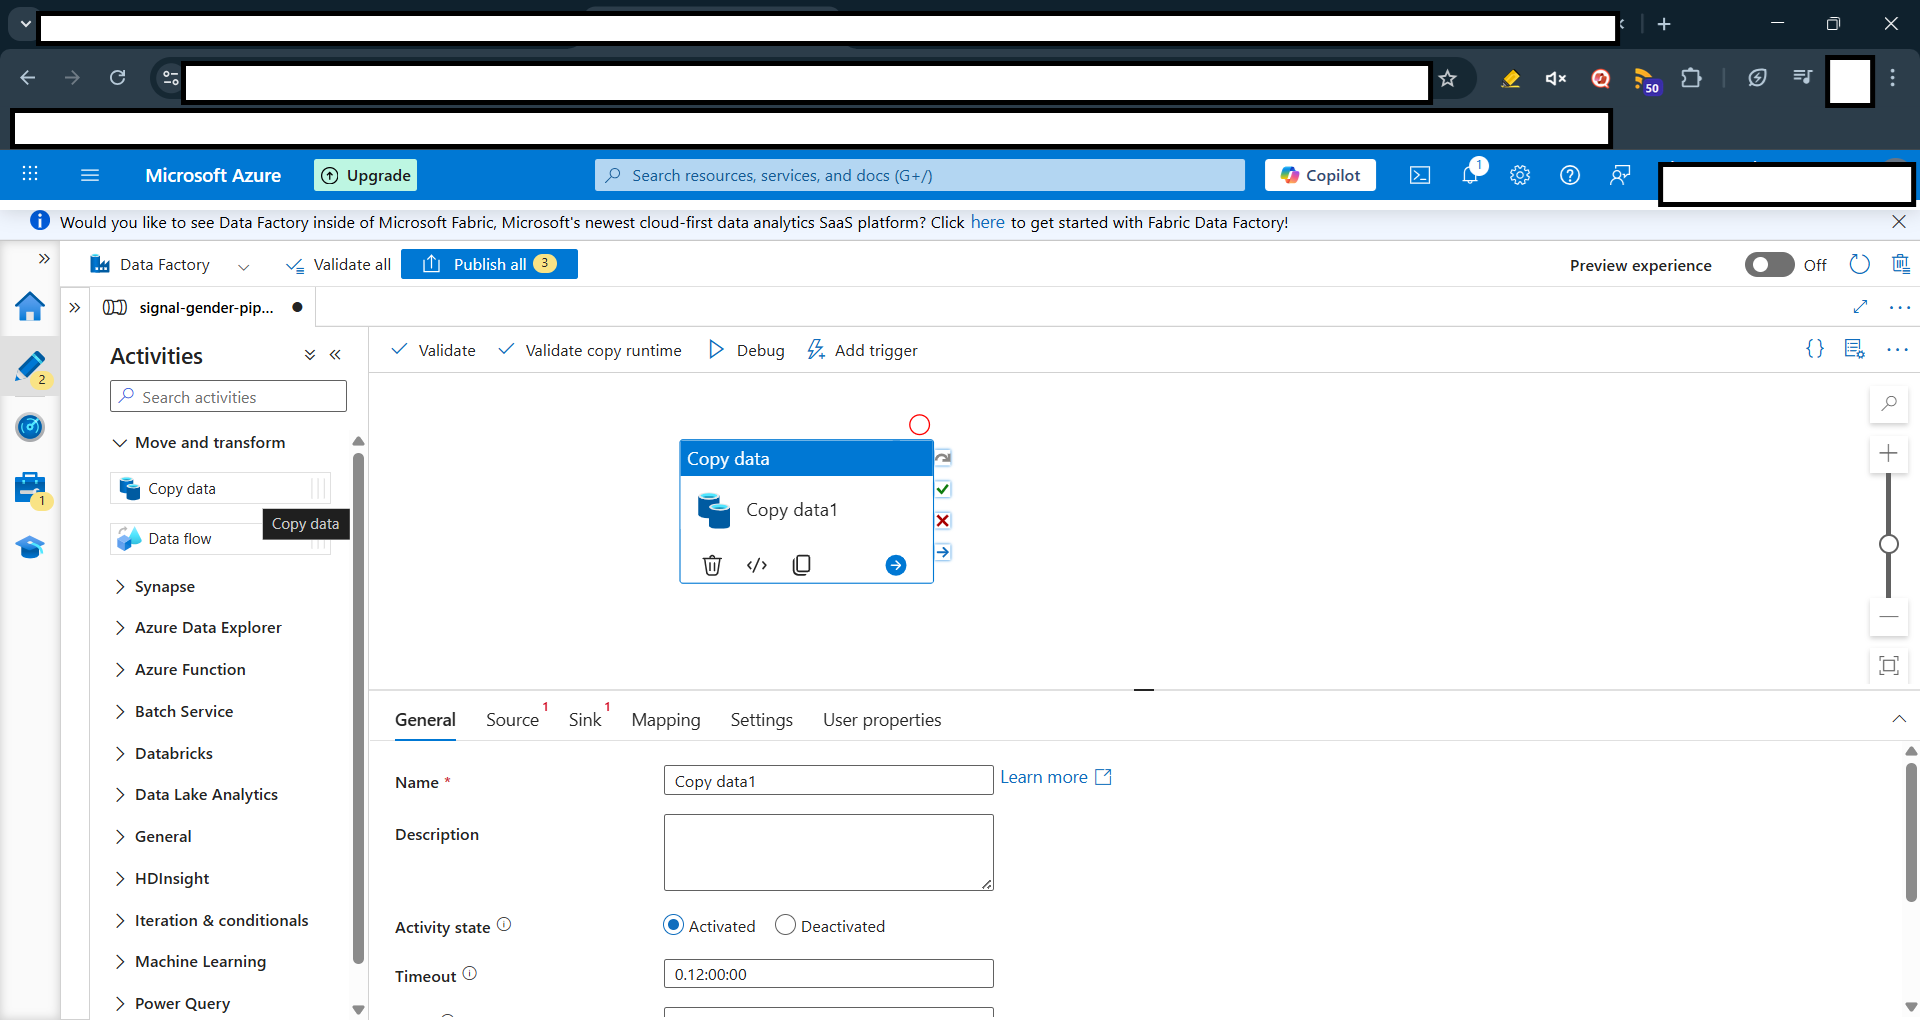 50
Microsoft Azure
Upgrade
Search resources, services, and docs (G+/)
Copilot
1
Would you like to see Data Factory inside of Microsoft Fabric, Microsoft's newest cloud-first data analytics SaaS platform? Click here to get started with Fabric Data Factory!
Data Factory
Validate all
Publish all 3
Preview experience
Off
signal-gender-pip...
2
1
Activities
Search activities
Move and transform
Copy data
Copy data
Data flow
Synapse
Azure Data Explorer
Azure Function
Batch Service
Databricks
Data Lake Analytics
General
HDInsight
Iteration & conditionals
Machine Learning
Power Query
Validate
Validate copy runtime
Debug
Add trigger
{}
Copy data
Copy data1
</>
General
Source 1
Sink 1
Mapping
Settings
User properties
Name *
Copy data1
Learn more
Description
Activity state
Activated
Deactivated
Timeout
0.12:00:00